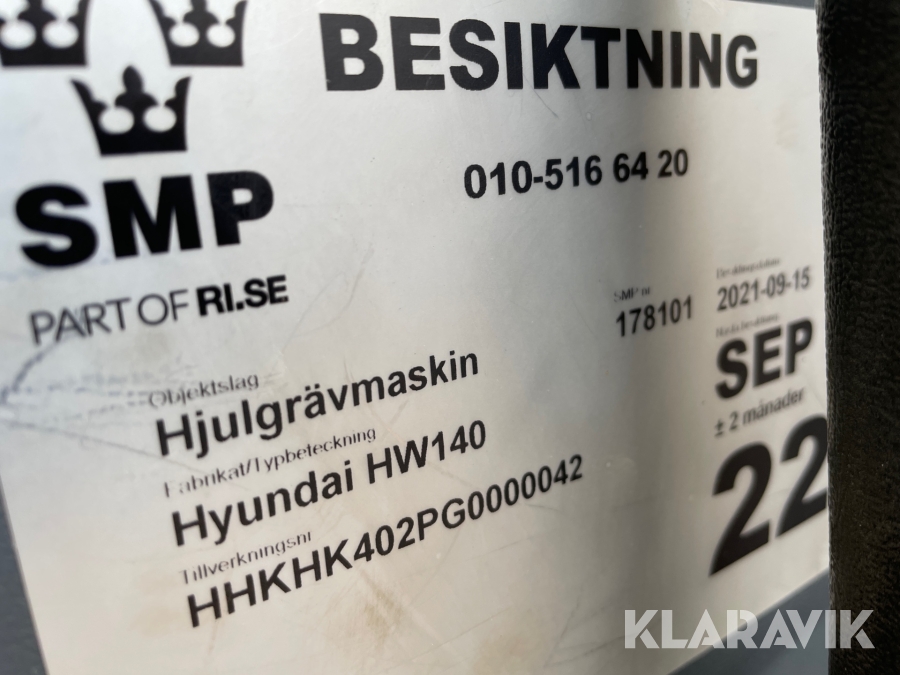 BESIKTNING
010-516 64 20
SMP
PART OF RI.SE
SMP nr
178101
2021-09-15
SEP
± 2 månader
22
Objektslag
Hjulgrävmaskin
Fabrikat/Typbeteckning
Hyundai HW140
Tillverkningsnr
HHKHK402PG0000042
KLARAVIK